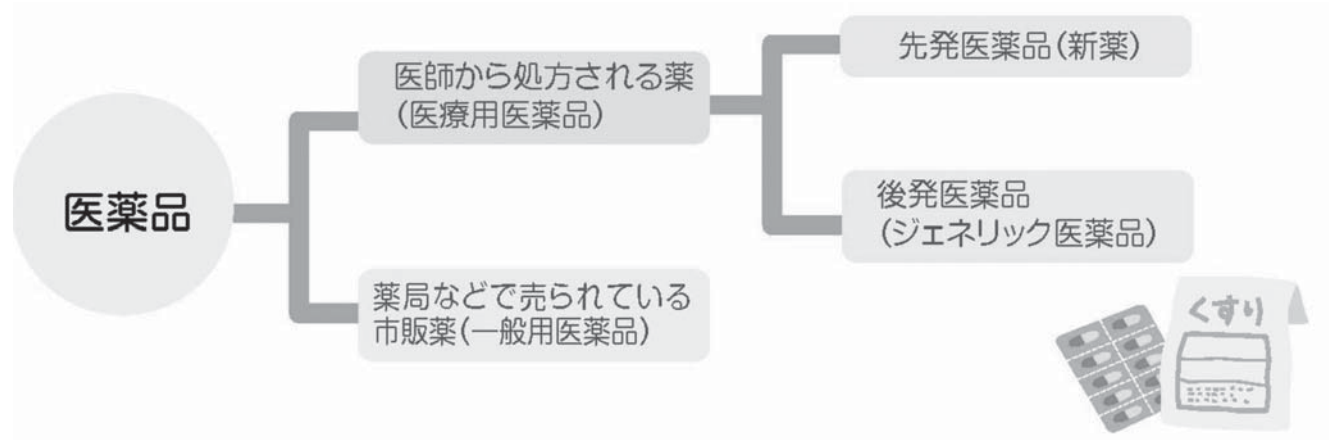 医薬品
医師から処方される薬
(医療用医薬品)
薬局などで売られている
市販薬(一般用医薬品)
先発医薬品(新薬)
後発医薬品
(ジェネリック医薬品)
くすり